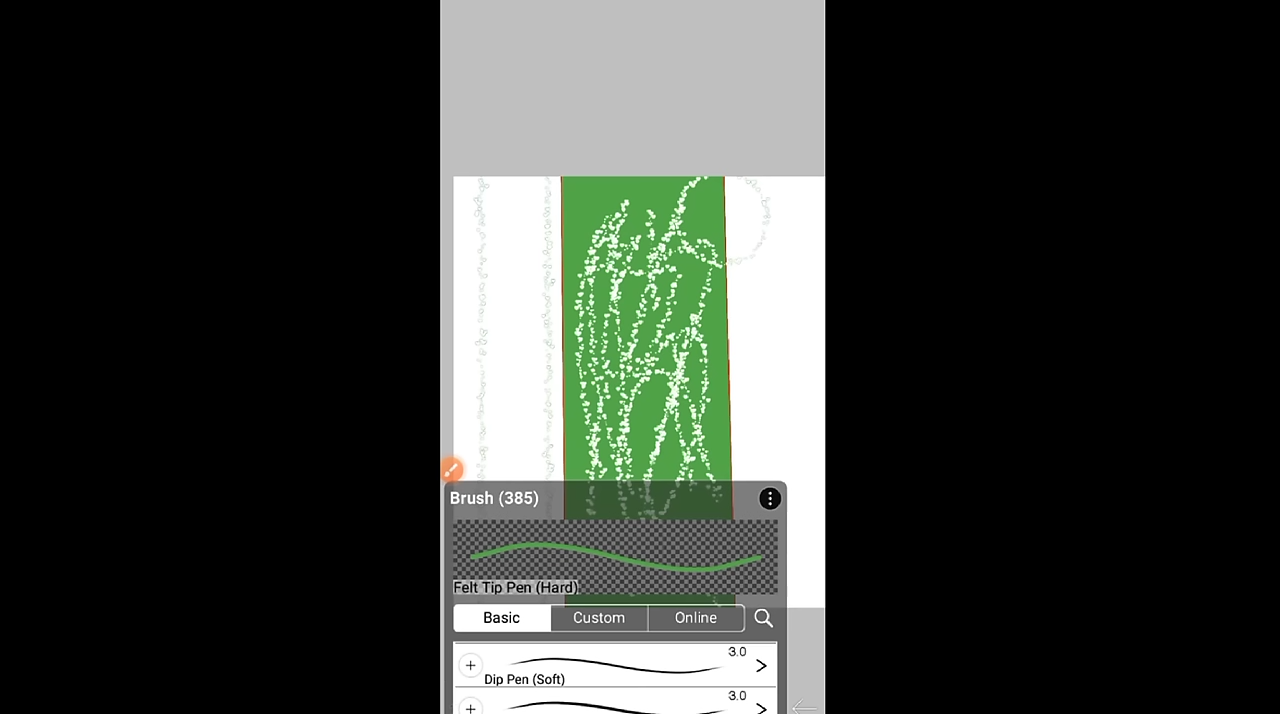 Brush (385)
Felt Tip Pen (Hard)
Basic Custom Online
3.0
Dip Pen (Soft)
3.0